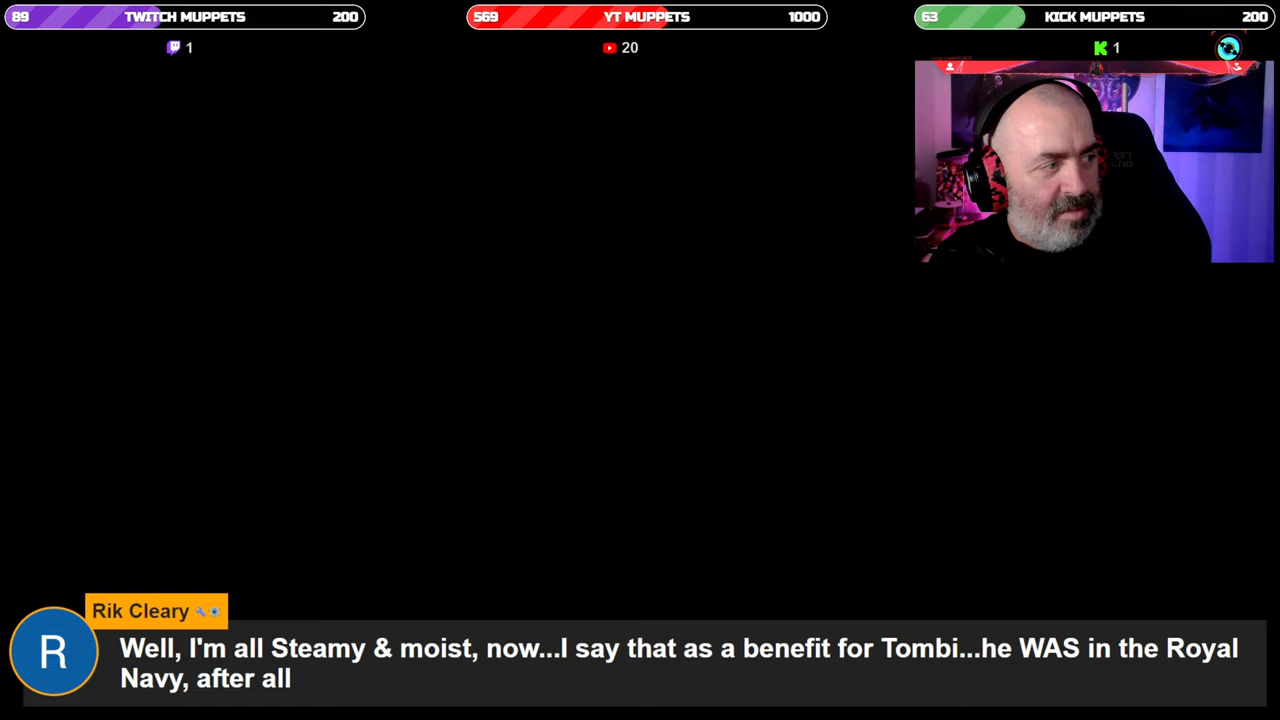 89 TWITCH MUPPETS 200
569 YT MUPPETS 1000
63 KICK MUPPETS 200
1
20
1
Rik Cleary
R
Well, I'm all Steamy & moist, now...I say that as a benefit for Tombi...he WAS in the Royal
Navy, after all